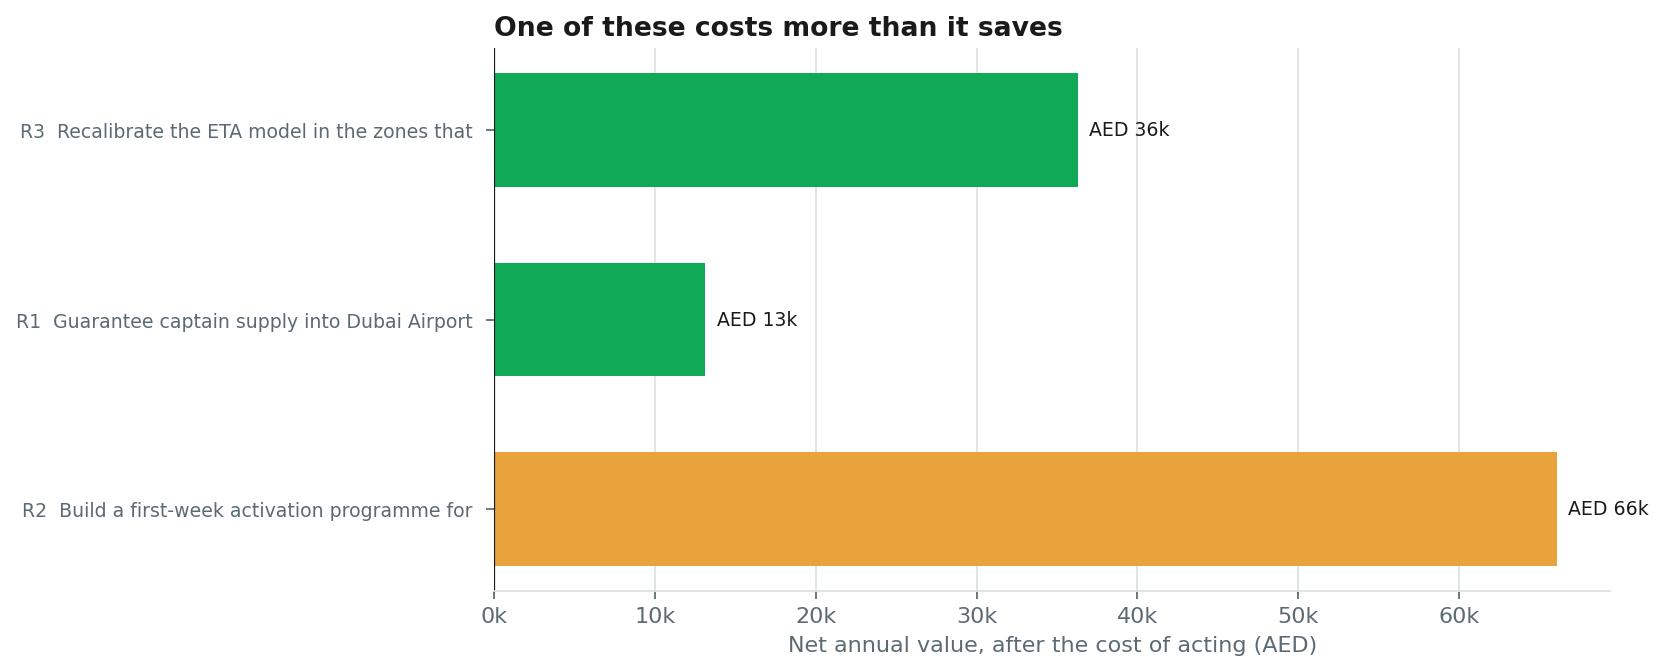 One of these costs more than it saves
R3 Recalibrate the ETA model in the zones that
AED 36k
R1 Guarantee captain supply into Dubai Airport
AED 13k
R2 Build a first-week activation programme for
AED 66k
0k 10k 20k 30k 40k 50k 60k
Net annual value, after the cost of acting (AED)